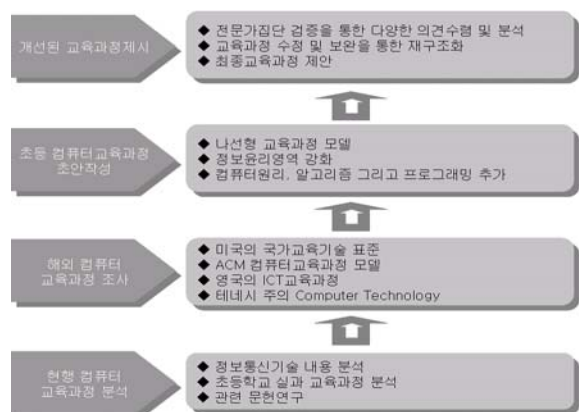 개선된 교육과정제시
◆ 전문가집단 검증을 통한 다양한 의견수렴 및 분석
◆ 교육과정 수정 및 보완을 통한 재구조화
◆ 최종교육과정 제안
초등 컴퓨터교육과정
초안작성
◆ 나선형 교육과정 모델
◆ 정보윤리영역 강화
◆ 컴퓨터원리, 알고리즘 그리고 프로그래밍 추가
해외 컴퓨터
교육과정 조사
◆ 미국의 국가교육기술 표준
◆ ACM 컴퓨터교육과정 모델
◆ 영국의 ICT교육과정
◆ 테네시 주의 Computer Technology
현행 컴퓨터
교육과정 분석
◆ 정보통신기술 내용 분석
◆ 초등학교 실과 교육과정 분석
◆ 관련 문헌연구